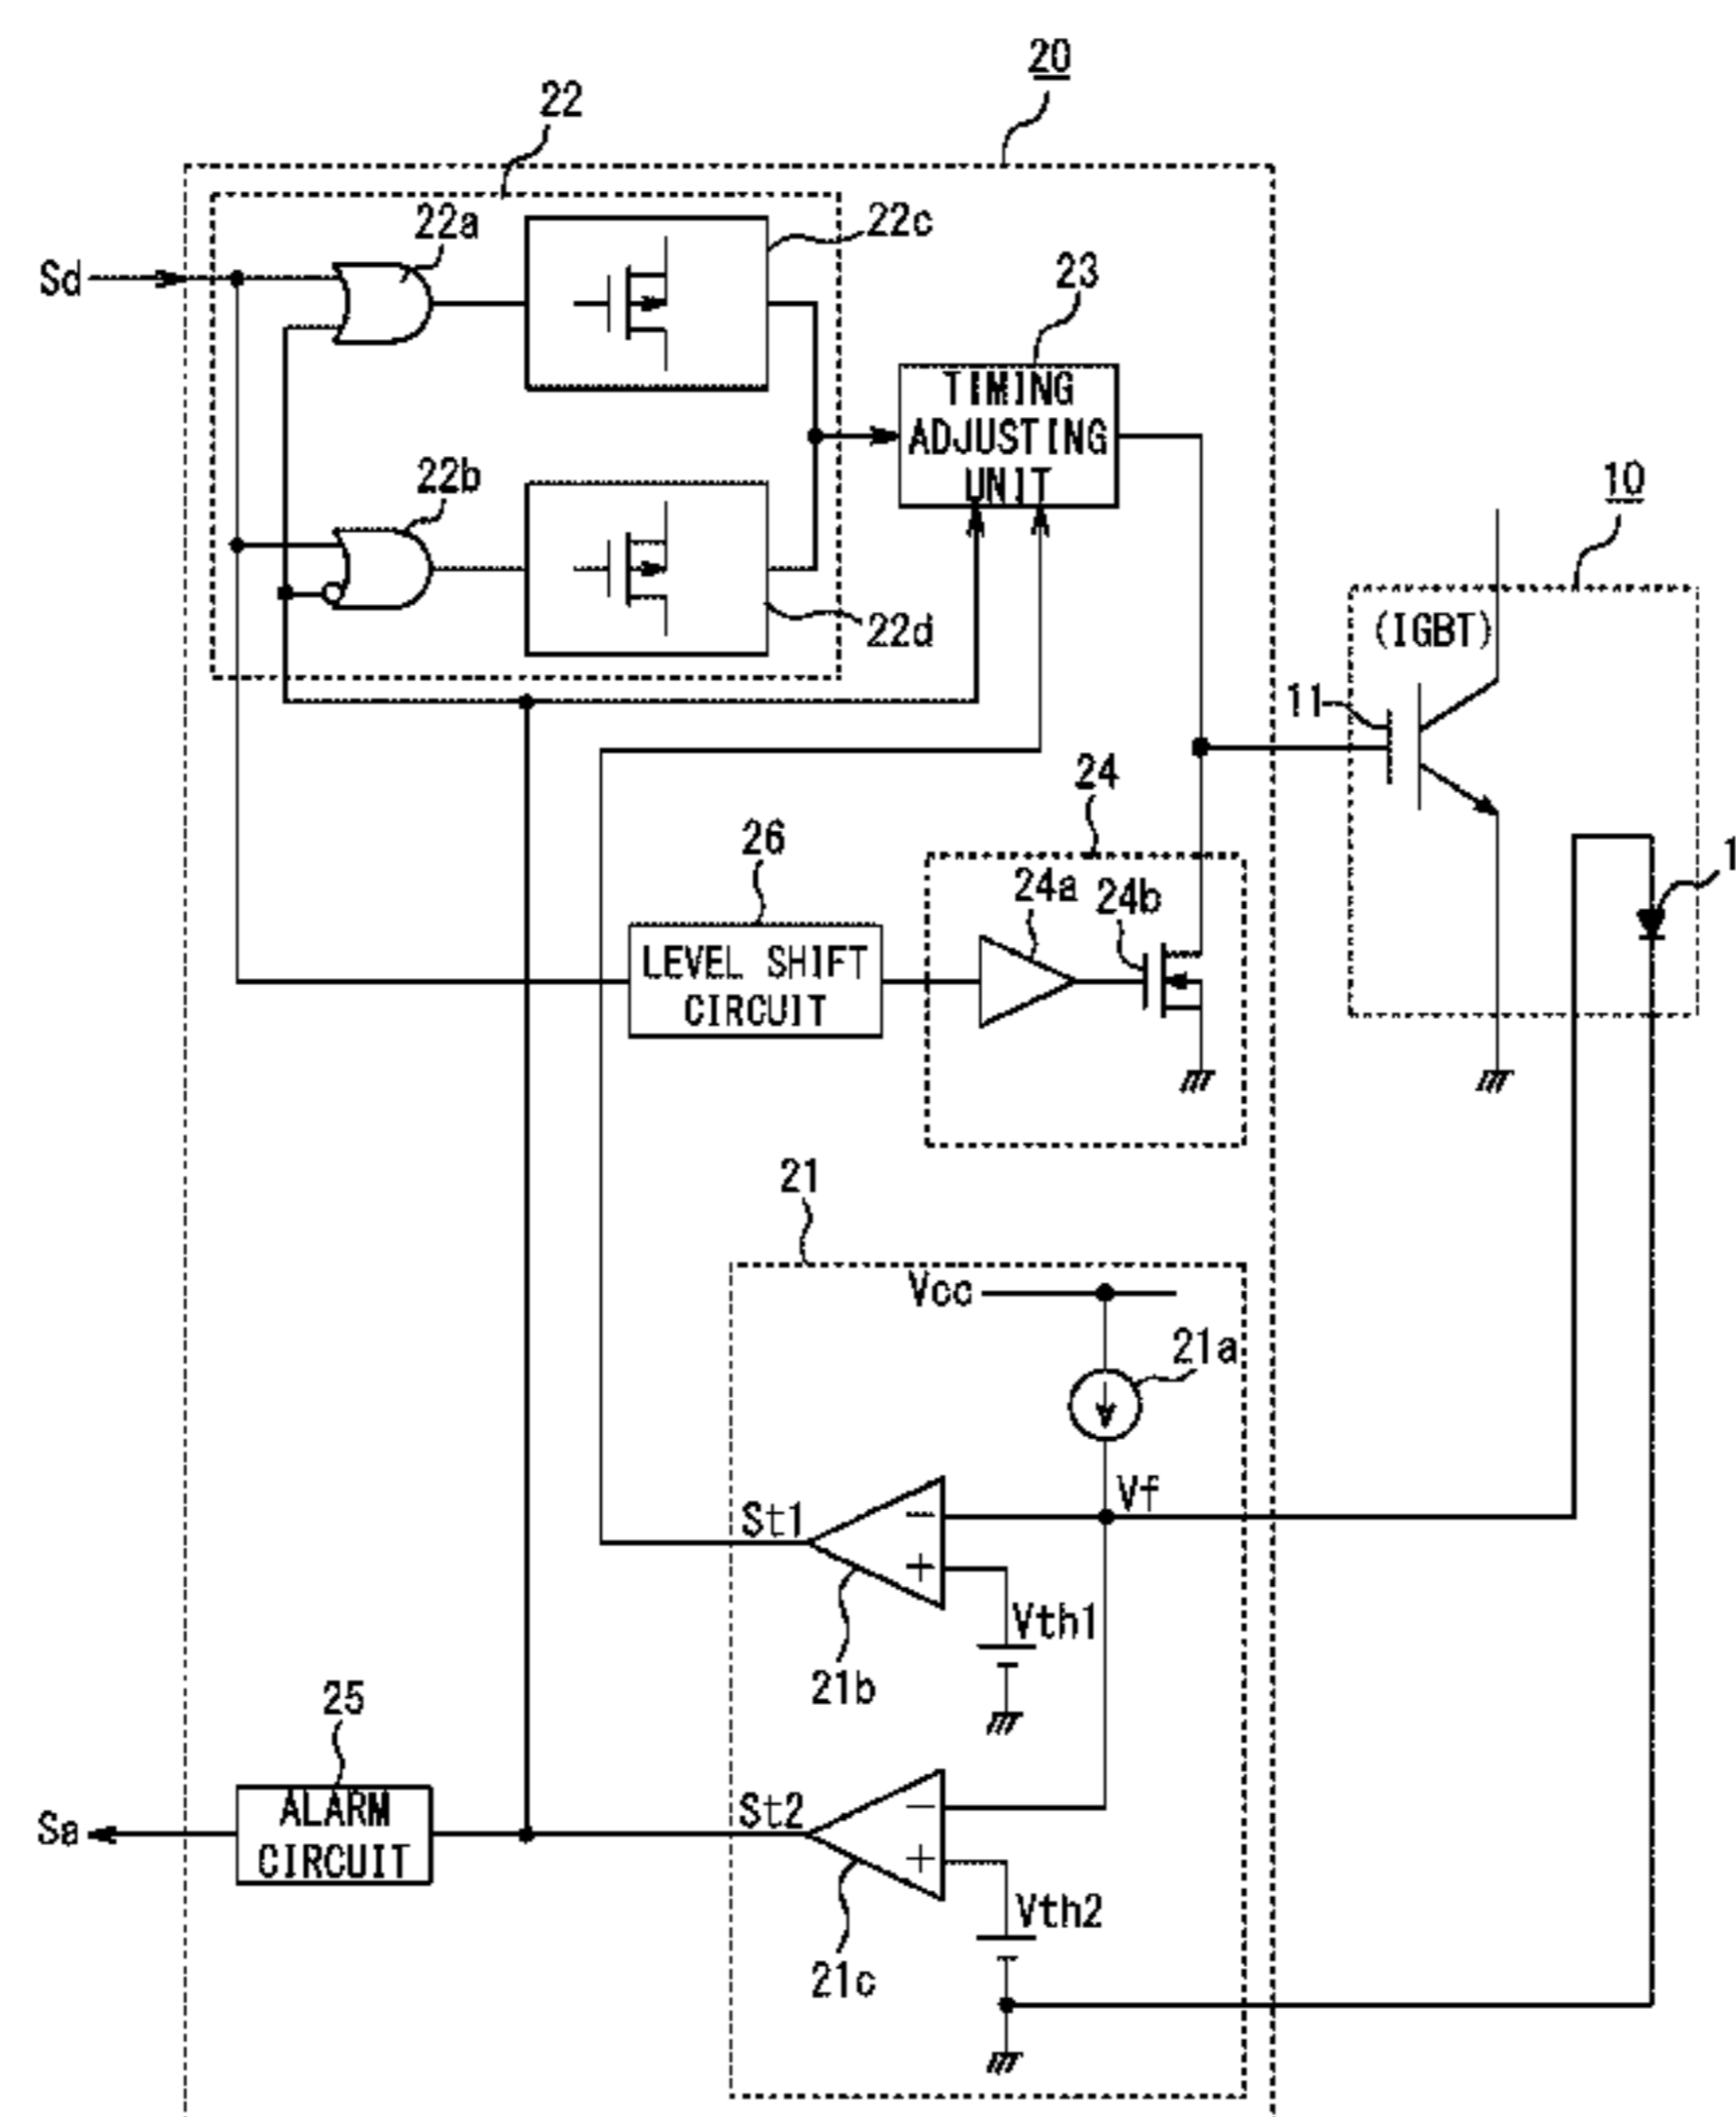 20
22
22a
22c
Sd
23
TIMING
ADJUSTING
UNIT
22b
10
22d
(IGBT)
11
24
26
24a
24b
1
LEVEL SHIFT
CIRCUIT
21
Vcc
21a
Vf
St1
-
+
Vth1
21b
25
ALARM
CIRCUIT
Sa
St2
-
+
Vth2
21c